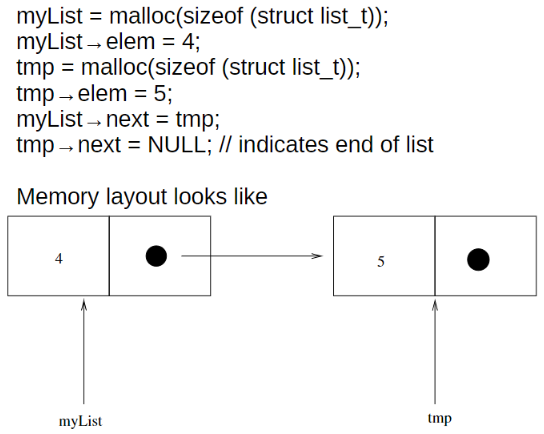 myList = malloc(sizeof (struct list_t));
myList→elem = 4;
tmp = malloc(sizeof (struct list_t));
tmp→elem = 5;
myList→next = tmp;
tmp→next = NULL; // indicates end of list
Memory layout looks like
4
5
myList
tmp